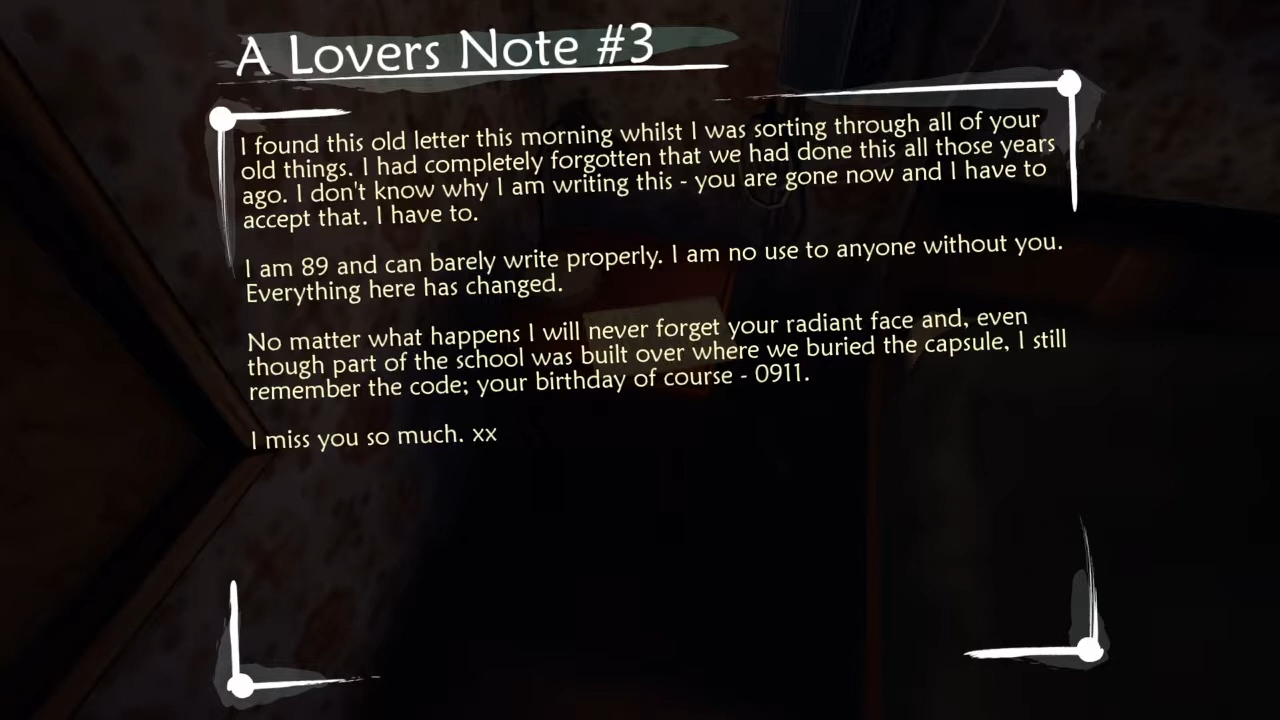 A Lovers Note #3
I found this old letter this morning whilst I was sorting through all of your
old things. I had completely forgotten that we had done this all those years
ago. I don't know why I am writing this - you are gone now and I have to
accept that. I have to.
I am 89 and can barely write properly. I am no use to anyone without you.
Everything here has changed.
No matter what happens I will never forget your radiant face and, even
though part of the school was built over where we buried the capsule, I still
remember the code; your birthday of course - 0911.
I miss you so much. xx